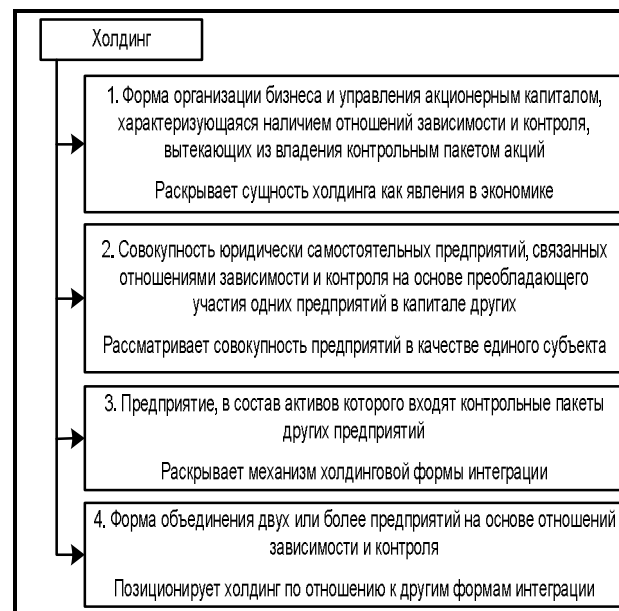 Холдинг
1. Форма организации бизнеса и управления акционерным капиталом,
характеризующаяся наличием отношений зависимости и контроля,
вытекающих из владения контрольным пакетом акций
Раскрывает сущность холдинга как явления в экономике
2. Совокупность юридически самостоятельных предприятий, связанных
отношениями зависимости и контроля на основе преобладающего
участия одних предприятий в капитале других
Рассматривает совокупность предприятий в качестве единого субъекта
3. Предприятие, в состав активов которого входят контрольные пакеты
других предприятий
Раскрывает механизм холдинговой формы интеграции
4. Форма объединения двух или более предприятий на основе отношений
зависимости и контроля
Позиционирует холдинг по отношению к другим формам интеграции